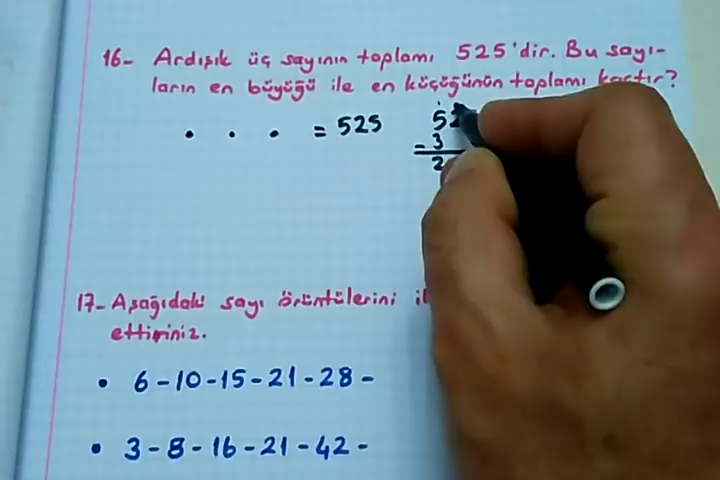 16- Ardışık üç sayının toplamı 525'dir. Bu sayı-
ların en büyüğü ile en küçüğünün toplamı kaçtır?
. . . = 525
52
- 3
2
17- Aşağıdaki sayı örüntülerini
ettiriniz.
• 6-10-15-21-28-
• 3-8-16-21-42-